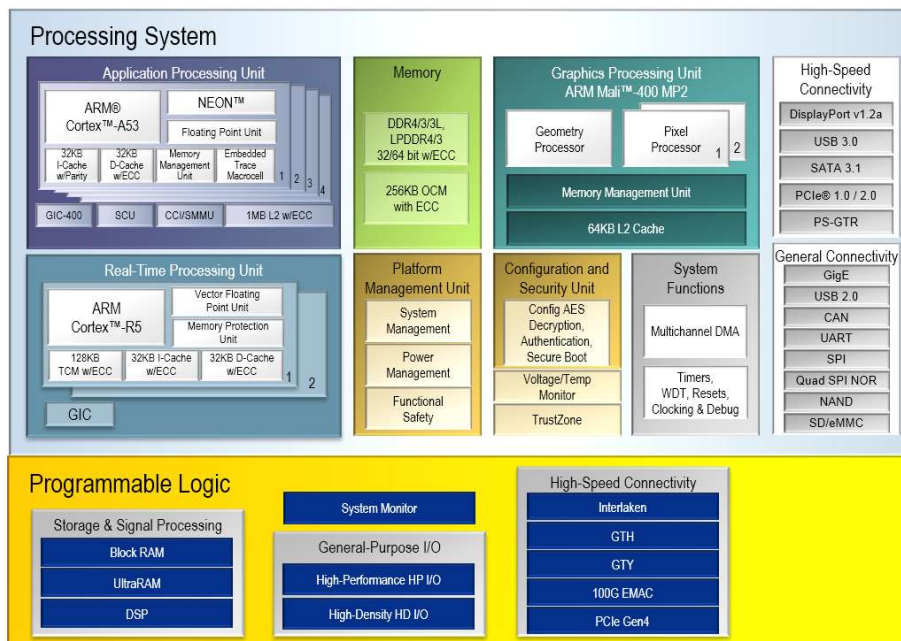 Processing System
Application Processing Unit
ARM®
Cortex™-A53
NEON™
Floating Point Unit
32KB
I-Cache
w/Parity
32KB
D-Cache
w/ECC
Memory
Management
Unit
Embedded
Trace
Macrocell
1
2
3
4
GIC-400
SCU
CCI/SMMU
1MB L2 w/ECC
Memory
DDR4/3/3L,
LPDDR4/3
32/64 bit w/ECC
256KB OCM
with ECC
Graphics Processing Unit
ARM Mali™-400 MP2
Geometry
Processor
Pixel
Processor
1
2
Memory Management Unit
64KB L2 Cache
High-Speed
Connectivity
DisplayPort v1.2a
USB 3.0
SATA 3.1
PCIe® 1.0 / 2.0
PS-GTR
Real-Time Processing Unit
ARM
Cortex™-R5
Vector Floating
Point Unit
Memory Protection
Unit
128KB
TCM w/ECC
32KB I-Cache
w/ECC
32KB D-Cache
w/ECC
1
2
GIC
Platform
Management Unit
System
Management
Power
Management
Functional
Safety
Configuration and
Security Unit
Config AES
Decryption,
Authentication,
Secure Boot
Voltage/Temp
Monitor
TrustZone
System
Functions
Multichannel DMA
Timers,
WDT, Resets,
Clocking & Debug
General Connectivity
GigE
USB 2.0
CAN
UART
SPI
Quad SPI NOR
NAND
SD/eMMC
Programmable Logic
Storage & Signal Processing
Block RAM
UltraRAM
DSP
System Monitor
General-Purpose I/O
High-Performance HP I/O
High-Density HD I/O
High-Speed Connectivity
Interlaken
GTH
GTY
100G EMAC
PCIe Gen4